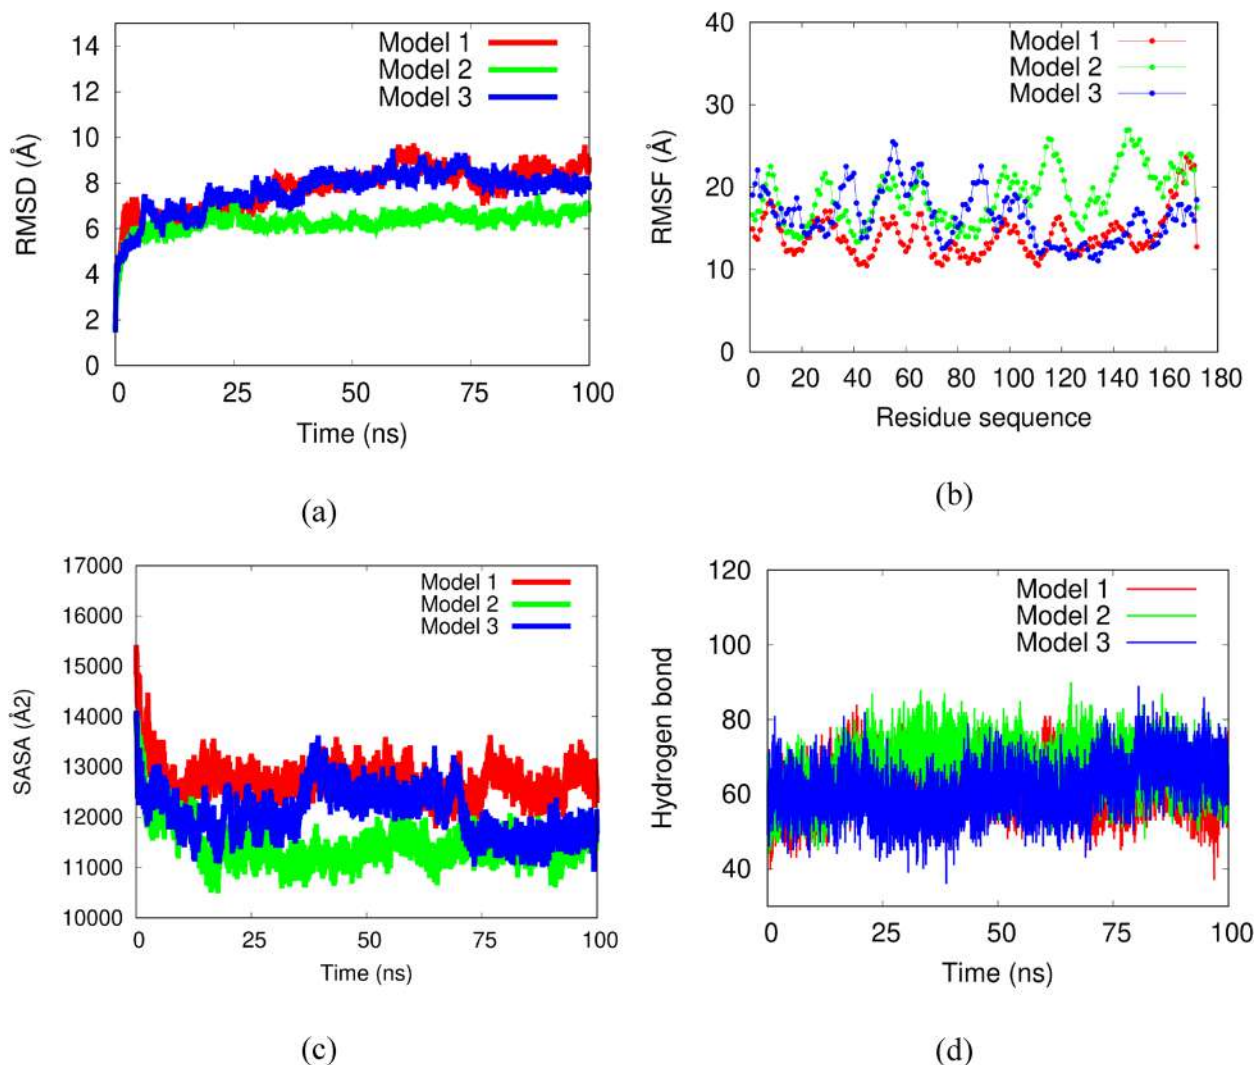 14
12
10
8
6
4
2
0
RMSD (Å)
Model 1
Model 2
Model 3
0 25 50 75 100
Time (ns)
(a)
40
30
20
10
0
RMSF (Å)
Model 1
Model 2
Model 3
0 20 40 60 80 100 120 140 160 180
Residue sequence
(b)
17000
16000
15000
14000
13000
12000
11000
10000
SASA (Å2)
Model 1
Model 2
Model 3
0 25 50 75 100
Time (ns)
(c)
120
100
80
60
40
Hydrogen bond
Model 1
Model 2
Model 3
0 25 50 75 100
Time (ns)
(d)